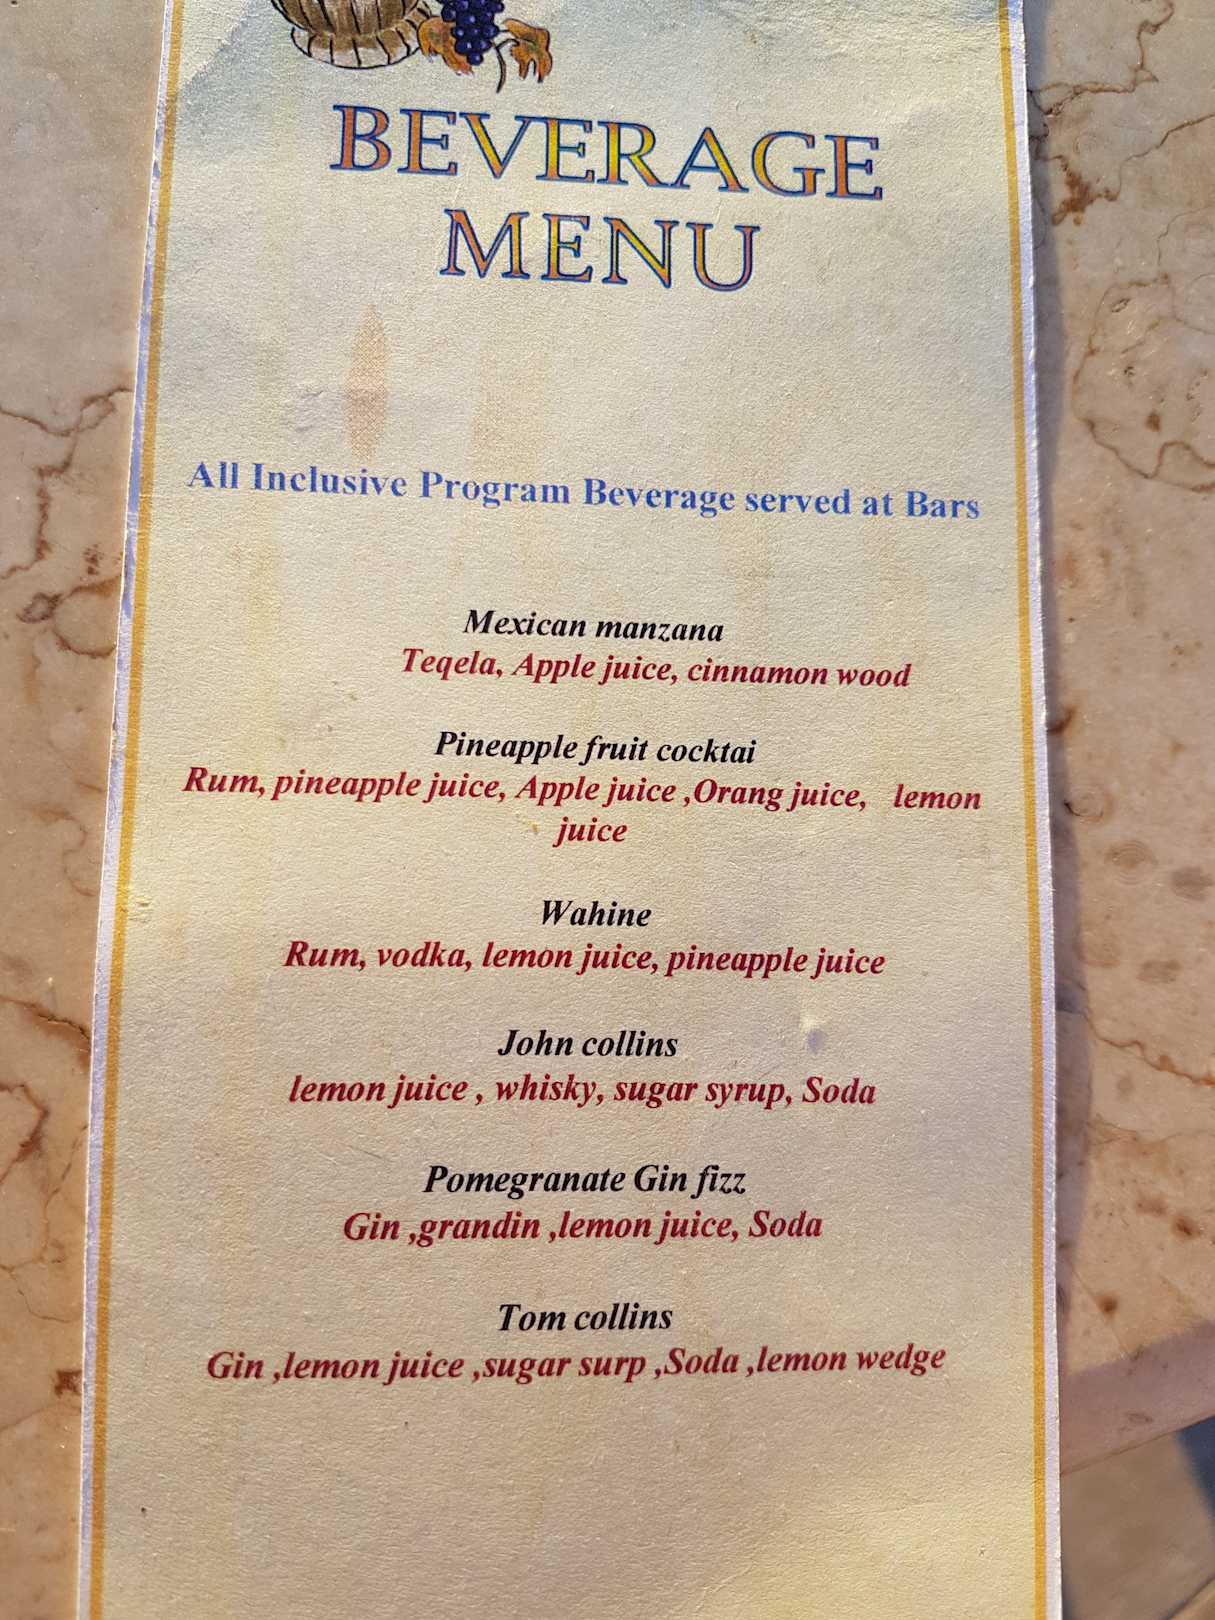 BEVERAGE
MENU
All Inclusive Program Beverage served at Bars
Mexican manzana
Teqela, Apple juice, cinnamon wood
Pineapple fruit cocktai
Rum, pineapple juice, Apple juice ,Orang juice, lemon
juice
Wahine
Rum, vodka, lemon juice, pineapple juice
John collins
lemon juice , whisky, sugar syrup, Soda
Pomegranate Gin fizz
Gin ,grandin ,lemon juice, Soda
Tom collins
Gin ,lemon juice ,sugar surp ,Soda ,lemon wedge